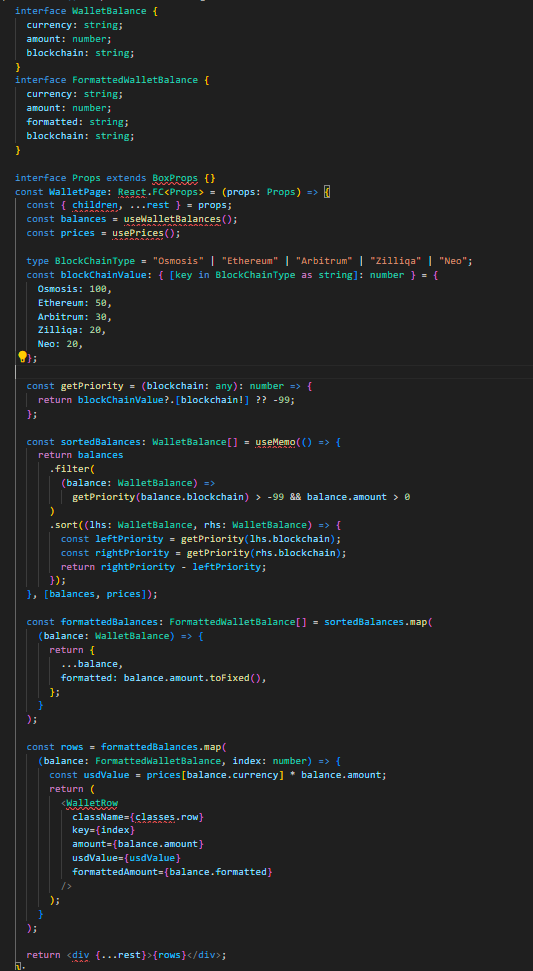 interface WalletBalance {
  currency: string;
  amount: number;
  blockchain: string;
}
interface FormattedWalletBalance {
  currency: string;
  amount: number;
  formatted: string;
  blockchain: string;
}

interface Props extends BoxProps {}
const WalletPage: React.FC<Props> = (props: Props) => {
  const { children, ...rest } = props;
  const balances = useWalletBalances();
  const prices = usePrices();

  type BlockChainType = "Osmosis" | "Ethereum" | "Arbitrum" | "Zilliqa" | "Neo";
  const blockChainValue: { [key in BlockChainType as string]: number } = {
    Osmosis: 100,
    Ethereum: 50,
    Arbitrum: 30,
    Zilliqa: 20,
    Neo: 20,
  };

  const getPriority = (blockchain: any): number => {
    return blockChainValue?.[blockchain!] ?? -99;
  };

  const sortedBalances: WalletBalance[] = useMemo(() => {
    return balances
      .filter(
        (balance: WalletBalance) =>
          getPriority(balance.blockchain) > -99 && balance.amount > 0
      )
      .sort((lhs: WalletBalance, rhs: WalletBalance) => {
        const leftPriority = getPriority(lhs.blockchain);
        const rightPriority = getPriority(rhs.blockchain);
        return rightPriority - leftPriority;
      });
  }, [balances, prices]);

  const formattedBalances: FormattedWalletBalance[] = sortedBalances.map(
    (balance: WalletBalance) => {
      return {
        ...balance,
        formatted: balance.amount.toFixed(),
      };
    }
  );

  const rows = formattedBalances.map(
    (balance: FormattedWalletBalance, index: number) => {
      const usdValue = prices[balance.currency] * balance.amount;
      return (
        <WalletRow
          className={classes.row}
          key={index}
          amount={balance.amount}
          usdValue={usdValue}
          formattedAmount={balance.formatted}
        />
      );
    }
  );

  return <div {...rest}>{rows}</div>;
};